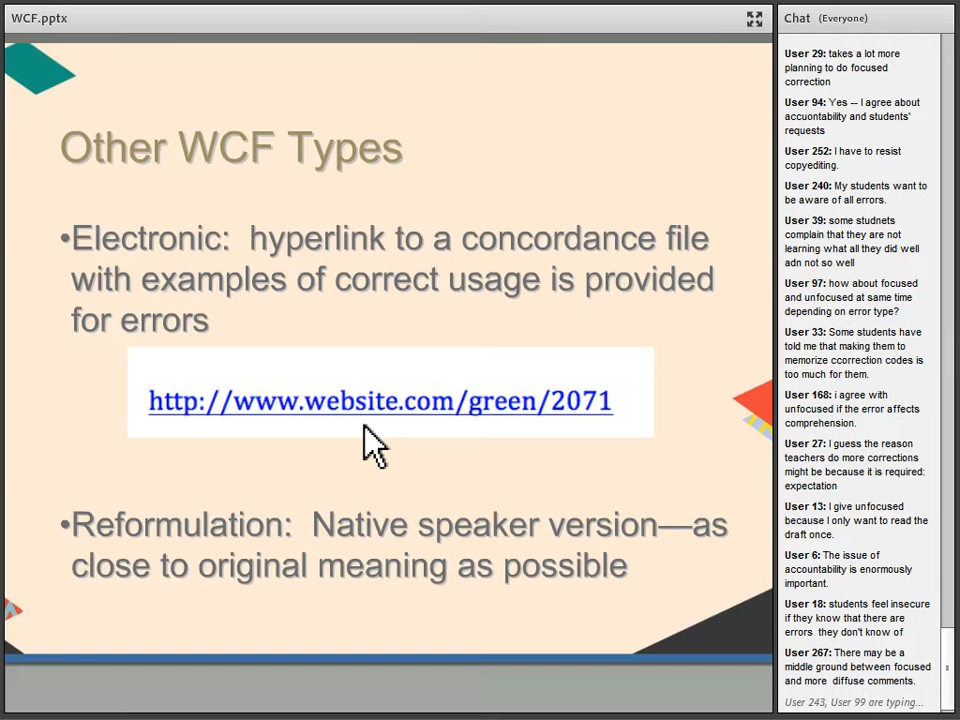 WCF.pptx
Other WCF Types
•Electronic:  hyperlink to a concordance file
with examples of correct usage is provided
for errors
http://www.website.com/green/2071
•Reformulation:  Native speaker version—as
close to original meaning as possible
Chat (Everyone)
User 29: takes a lot more
planning to do focused
correction
User 94: Yes -- I agree about
accuontability and students'
requests
User 252: I have to resist
copyediting.
User 240: My students want to
be aware of all errors.
User 39: some studnets
complain that they are not
learning what all they did well
adn not so well
User 97: how about focused
and unfocused at same time
depending on error type?
User 33: Some students have
told me that making them to
memorize ccorrection codes is
too much for them.
User 168: i agree with
unfocused if the error affects
comprehension.
User 27: I guess the reason
teachers do more corrections
might be because it is required:
expectation
User 13: I give unfocused
because I only want to read the
draft once.
User 6: The issue of
accountability is enormously
important.
User 18: students feel insecure
if they know that there are
errors  they don't know of
User 267: There may be a
middle ground between focused
and more  diffuse comments.
User 243, User 99 are typing...